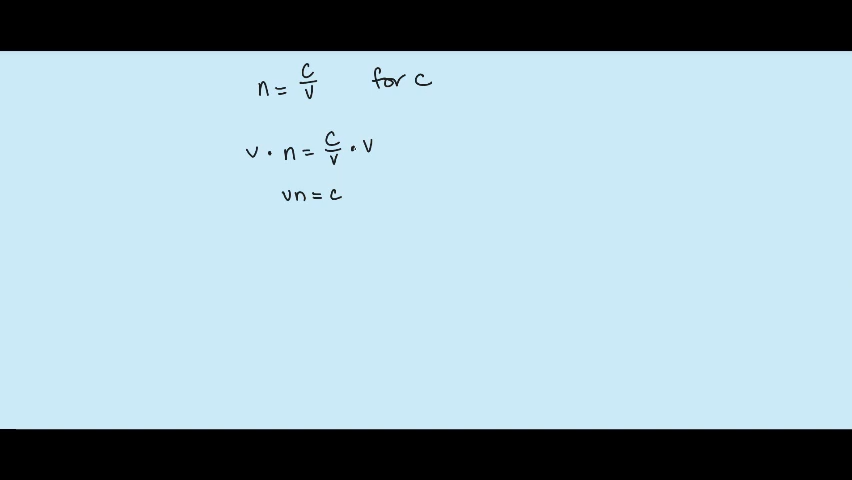 n = c/v for c
v · n = c/v · v
vn = c